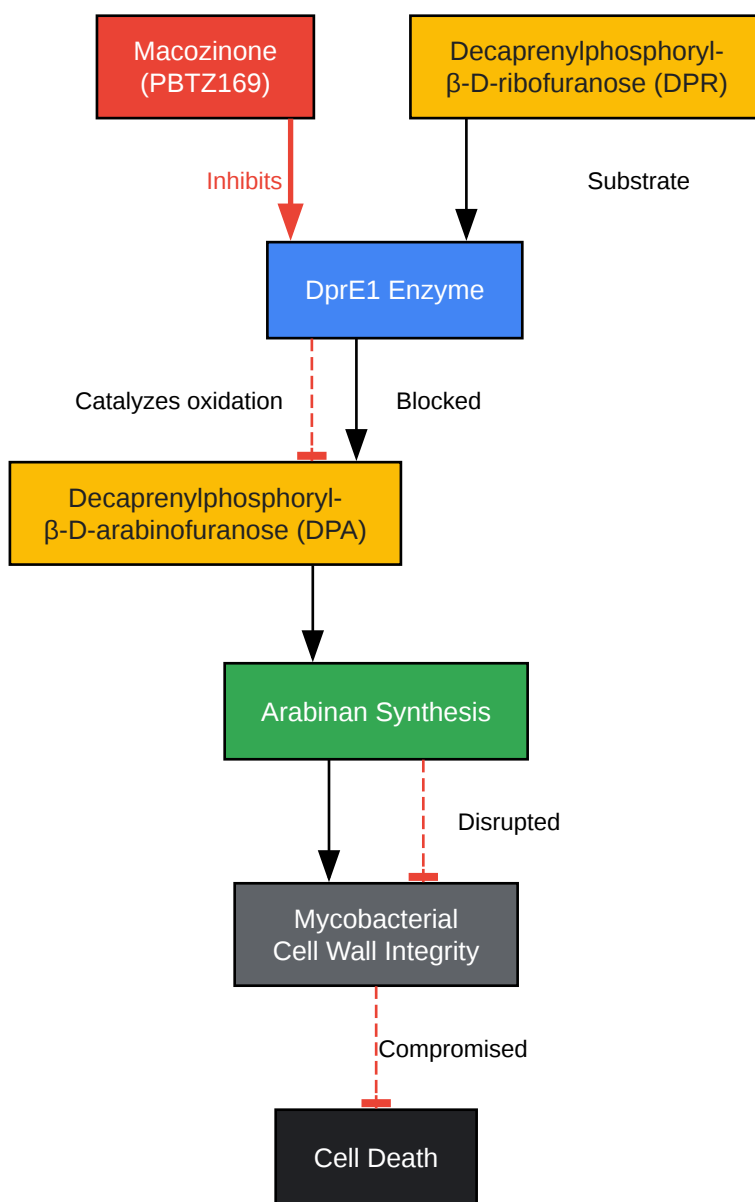 Macozinone
(PBTZ169)
Decaprenylphosphoryl-
β-D-ribofuranose (DPR)
Inhibits
Substrate
DprE1 Enzyme
Catalyzes oxidation
Blocked
Decaprenylphosphoryl-
β-D-arabinofuranose (DPA)
Arabinan Synthesis
Disrupted
Mycobacterial
Cell Wall Integrity
Compromised
Cell Death